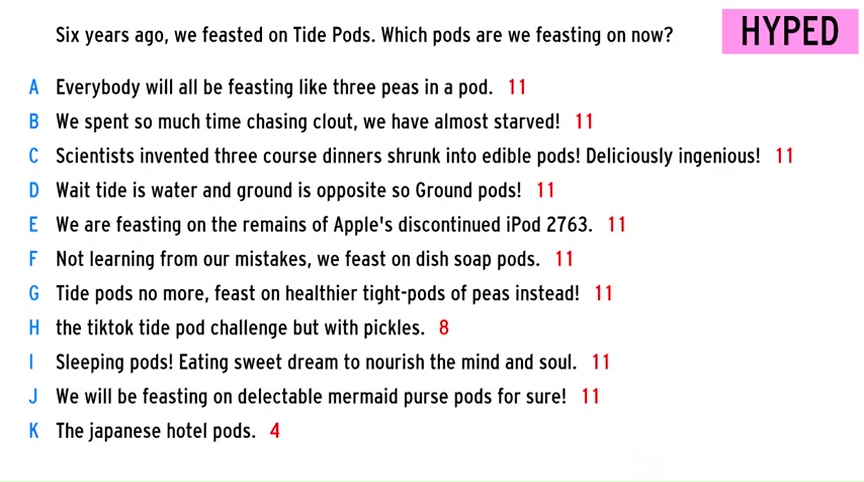 Six years ago, we feasted on Tide Pods. Which pods are we feasting on now?
HYPED
A Everybody will all be feasting like three peas in a pod. 11
B We spent so much time chasing clout, we have almost starved! 11
C Scientists invented three course dinners shrunk into edible pods! Deliciously ingenious! 11
D Wait tide is water and ground is opposite so Ground pods! 11
E We are feasting on the remains of Apple's discontinued iPod 2763. 11
F Not learning from our mistakes, we feast on dish soap pods. 11
G Tide pods no more, feast on healthier tight-pods of peas instead! 11
H the tiktok tide pod challenge but with pickles. 8
I Sleeping pods! Eating sweet dream to nourish the mind and soul. 11
J We will be feasting on delectable mermaid purse pods for sure! 11
K The japanese hotel pods. 4